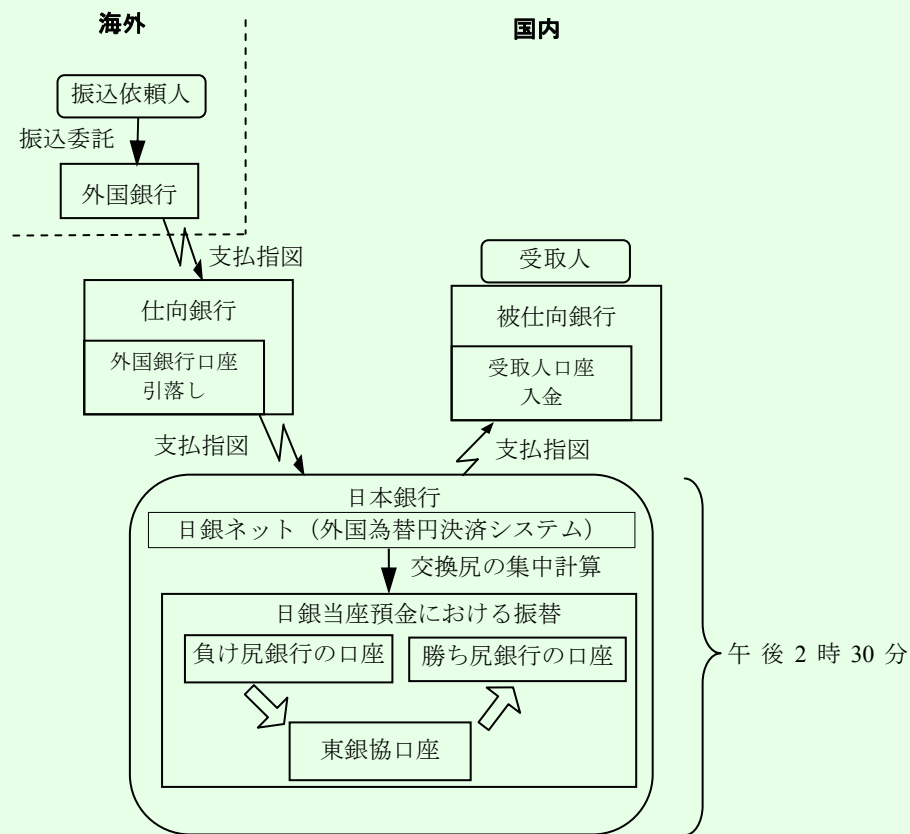 海外
国内
振込依頼人
振込委託
外国銀行
支払指図
受取人
仕向銀行
被仕向銀行
外国銀行口座
引落し
受取人口座
入金
支払指図
支払指図
日本銀行
日銀ネット（外国為替円決済システム）
交換尻の集中計算
日銀当座預金における振替
負け尻銀行の口座
勝ち尻銀行の口座
午後2時30分
東銀協口座